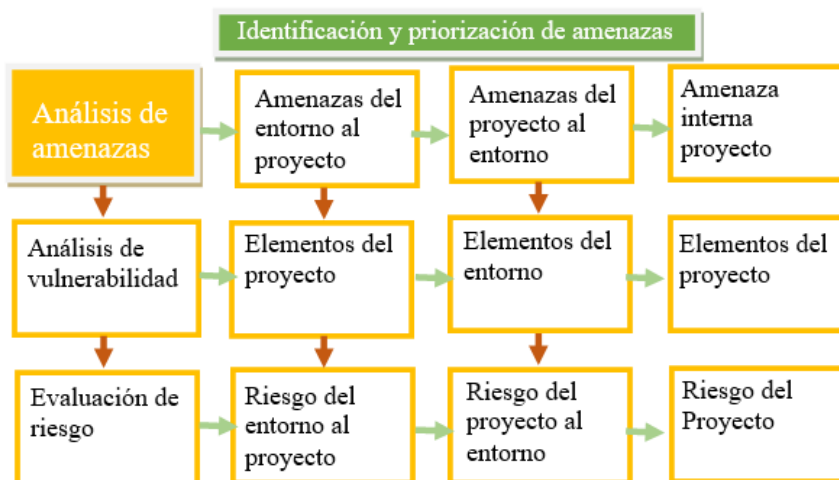 Identificación y priorización de amenazas
Análisis de
amenazas
Amenazas del
entorno al
proyecto
Amenazas del
proyecto al
entorno
Amenaza
interna
proyecto
Análisis de
vulnerabilidad
Elementos del
proyecto
Elementos del
entorno
Elementos del
proyecto
Evaluación de
riesgo
Riesgo del
entorno al
proyecto
Riesgo del
proyecto al
entorno
Riesgo del
Proyecto